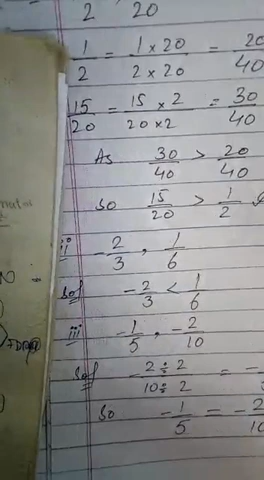 2, 20
1/2 = 1 × 20 / 2 × 20 = 20/40
15/20 = 15 × 2 / 20 × 2 = 30/40
As 30/40 > 20/40
So 15/20 > 1/2
ii -2/3, 1/6
Sol -2/3 < 1/6
iii -1/5, -2/10
Sol -2 ÷ 2 / 10 ÷ 2 = -
So -1/5 = -2/10